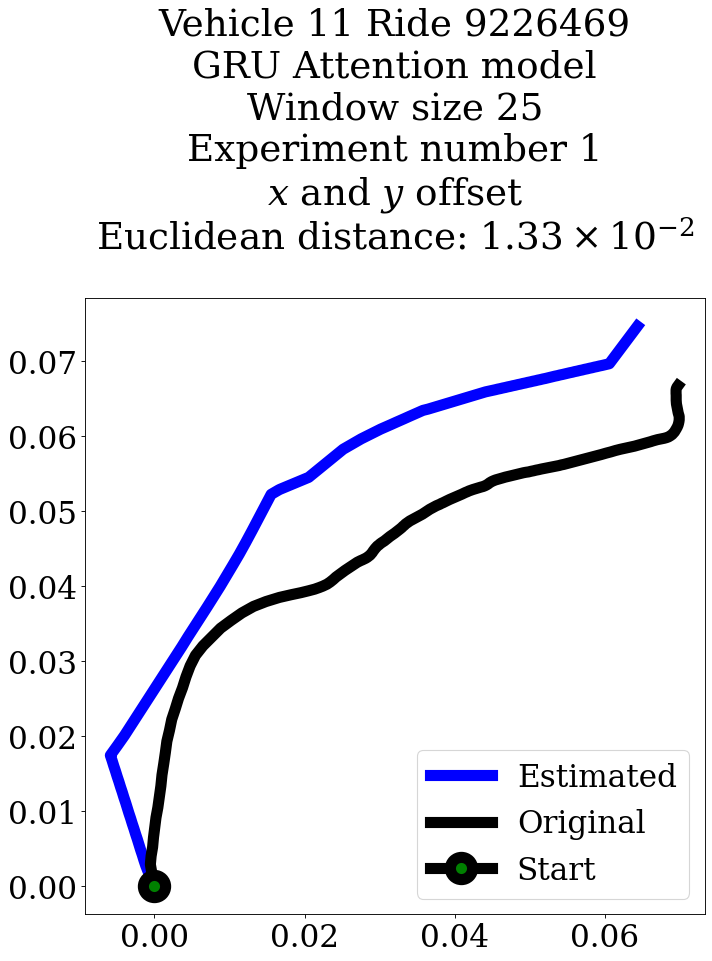 Vehicle 11 Ride 9226469
GRU Attention model
Window size 25
Experiment number 1
x and y offset
Euclidean distance: 1.33 × 10⁻²
0.07
0.06
0.05
0.04
0.03
0.02
0.01
0.00
Estimated
Original
Start
0.00 0.02 0.04 0.06